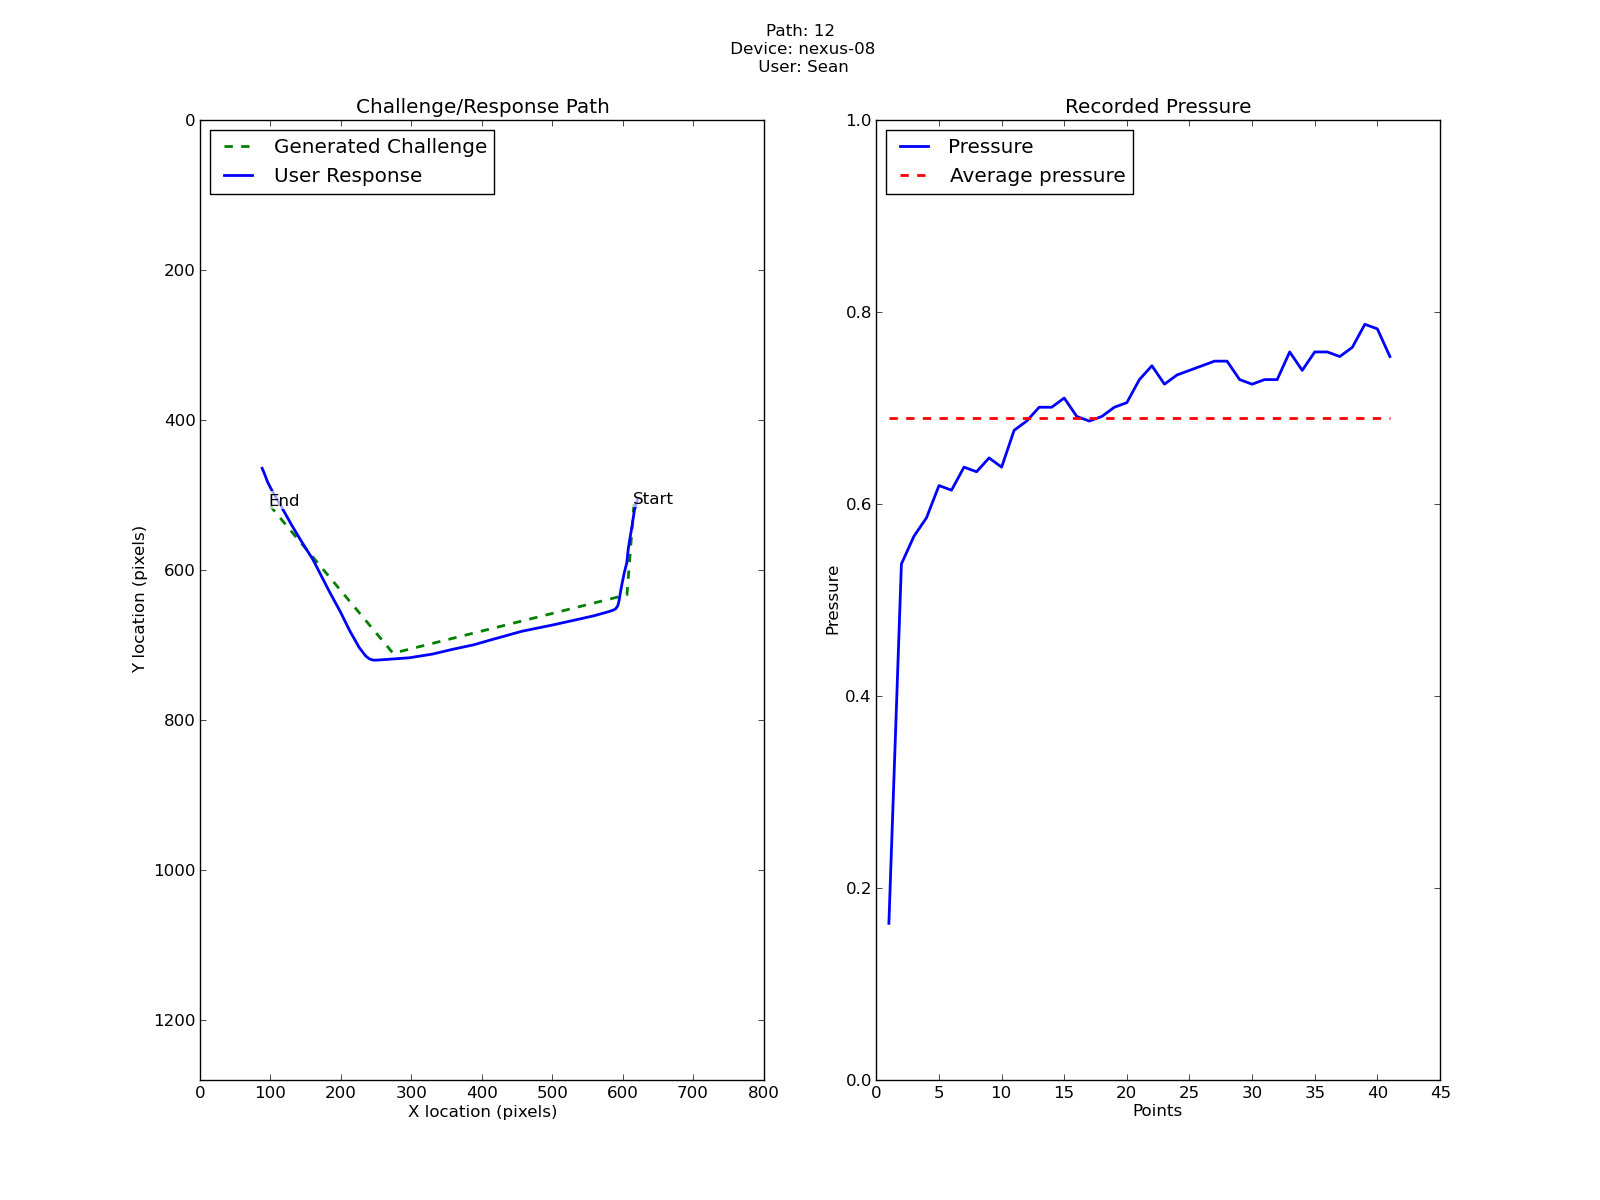 Path: 12
Device: nexus-08
User: Sean
Challenge/Response Path
Generated Challenge
User Response
0
200
400
600
800
1000
1200
Y location (pixels)
End
Start
0 100 200 300 400 500 600 700 800
X location (pixels)
Recorded Pressure
Pressure
Average pressure
1.0
0.8
0.6
0.4
0.2
0.0
Pressure
0 5 10 15 20 25 30 35 40 45
Points